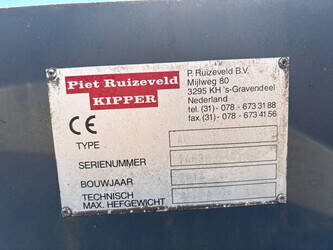 Piet Ruizeveld
KIPPER
P. Ruizeveld B.V.
Mijlweg 80
3295 KH 's-Gravendeel
Nederland
tel. (31) - 078 - 673 31 88
fax. (31) - 078 - 673 41 56
CE
TYPE
SERIENUMMER
BOUWJAAR
TECHNISCH
MAX. HEFGEWICHT